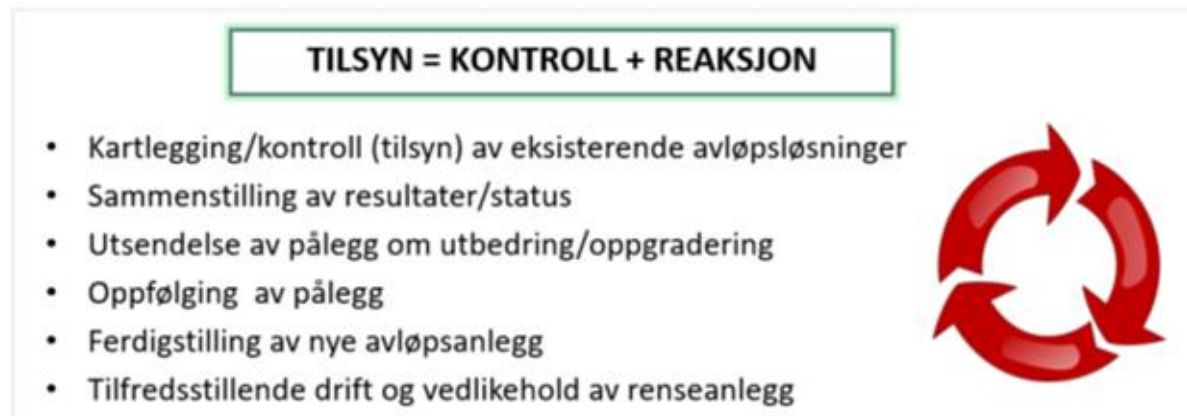 TILSYN = KONTROLL + REAKSJON
• Kartlegging/kontroll (tilsyn) av eksisterende avløpsløsninger
• Sammenstilling av resultater/status
• Utsendelse av pålegg om utbedring/oppgradering
• Oppfølging av pålegg
• Ferdigstilling av nye avløpsanlegg
• Tilfredsstillende drift og vedlikehold av renseanlegg